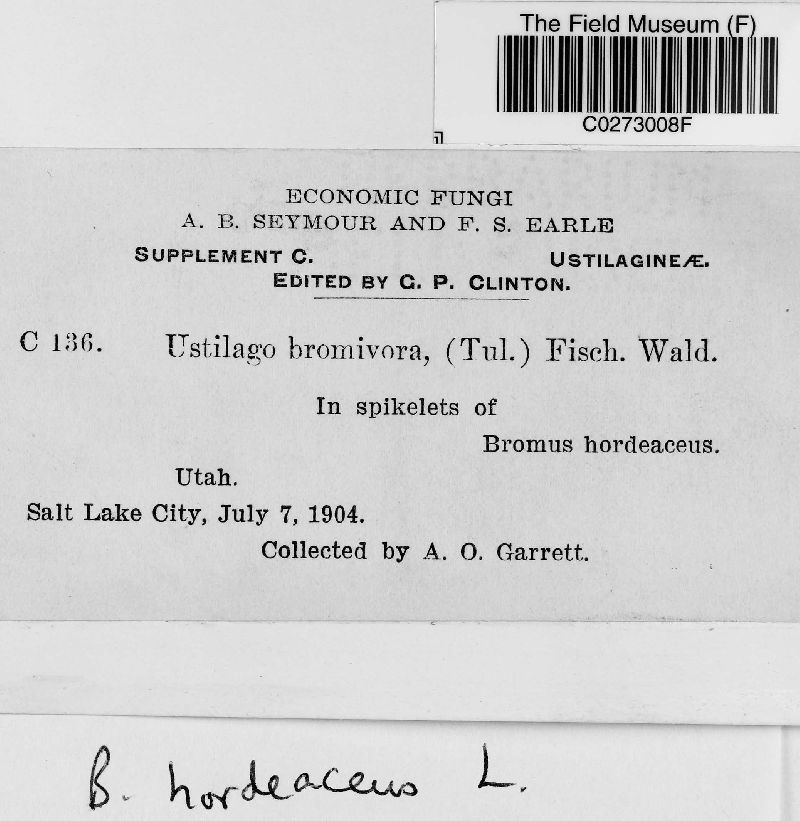 The Field Museum (F)
C0273008F
ECONOMIC FUNGI
A. B. SEYMOUR AND F. S. EARLE
SUPPLEMENT C. USTILAGINEÆ.
EDITED BY G. P. CLINTON.
C 136. Ustilago bromivora, (Tul.) Fisch. Wald.
In spikelets of
Bromus hordeaceus.
Utah.
Salt Lake City, July 7, 1904.
Collected by A. O. Garrett.
B. hordeaceus L.